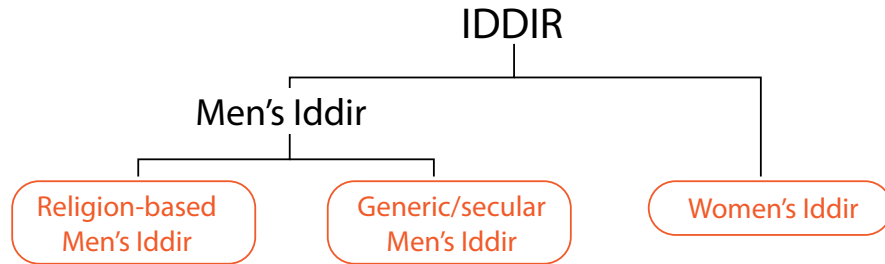 IDDIR
Men’s Iddir
Religion-based
Men’s Iddir
Generic/secular
Men’s Iddir
Women’s Iddir